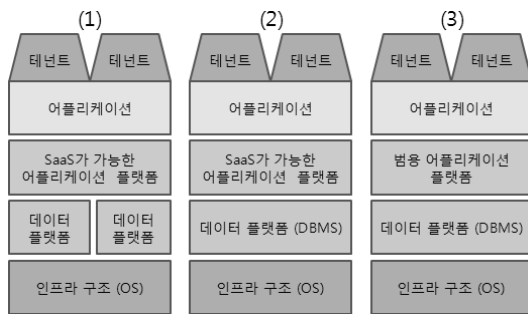 (1)
테넌트 테넌트
어플리케이션
SaaS가 가능한
어플리케이션 플랫폼
데이터
플랫폼
데이터
플랫폼
인프라 구조 (OS)
(2)
테넌트 테넌트
어플리케이션
SaaS가 가능한
어플리케이션 플랫폼
데이터 플랫폼 (DBMS)
인프라 구조 (OS)
(3)
테넌트 테넌트
어플리케이션
범용 어플리케이션
플랫폼
데이터 플랫폼 (DBMS)
인프라 구조 (OS)